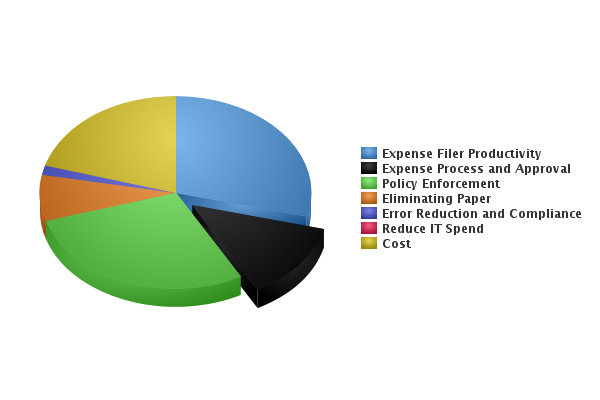 Expense Filer Productivity
Expense Process and Approval
Policy Enforcement
Eliminating Paper
Error Reduction and Compliance
Reduce IT Spend
Cost